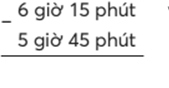 6 giờ 15 phút
–
5 giờ 45 phút